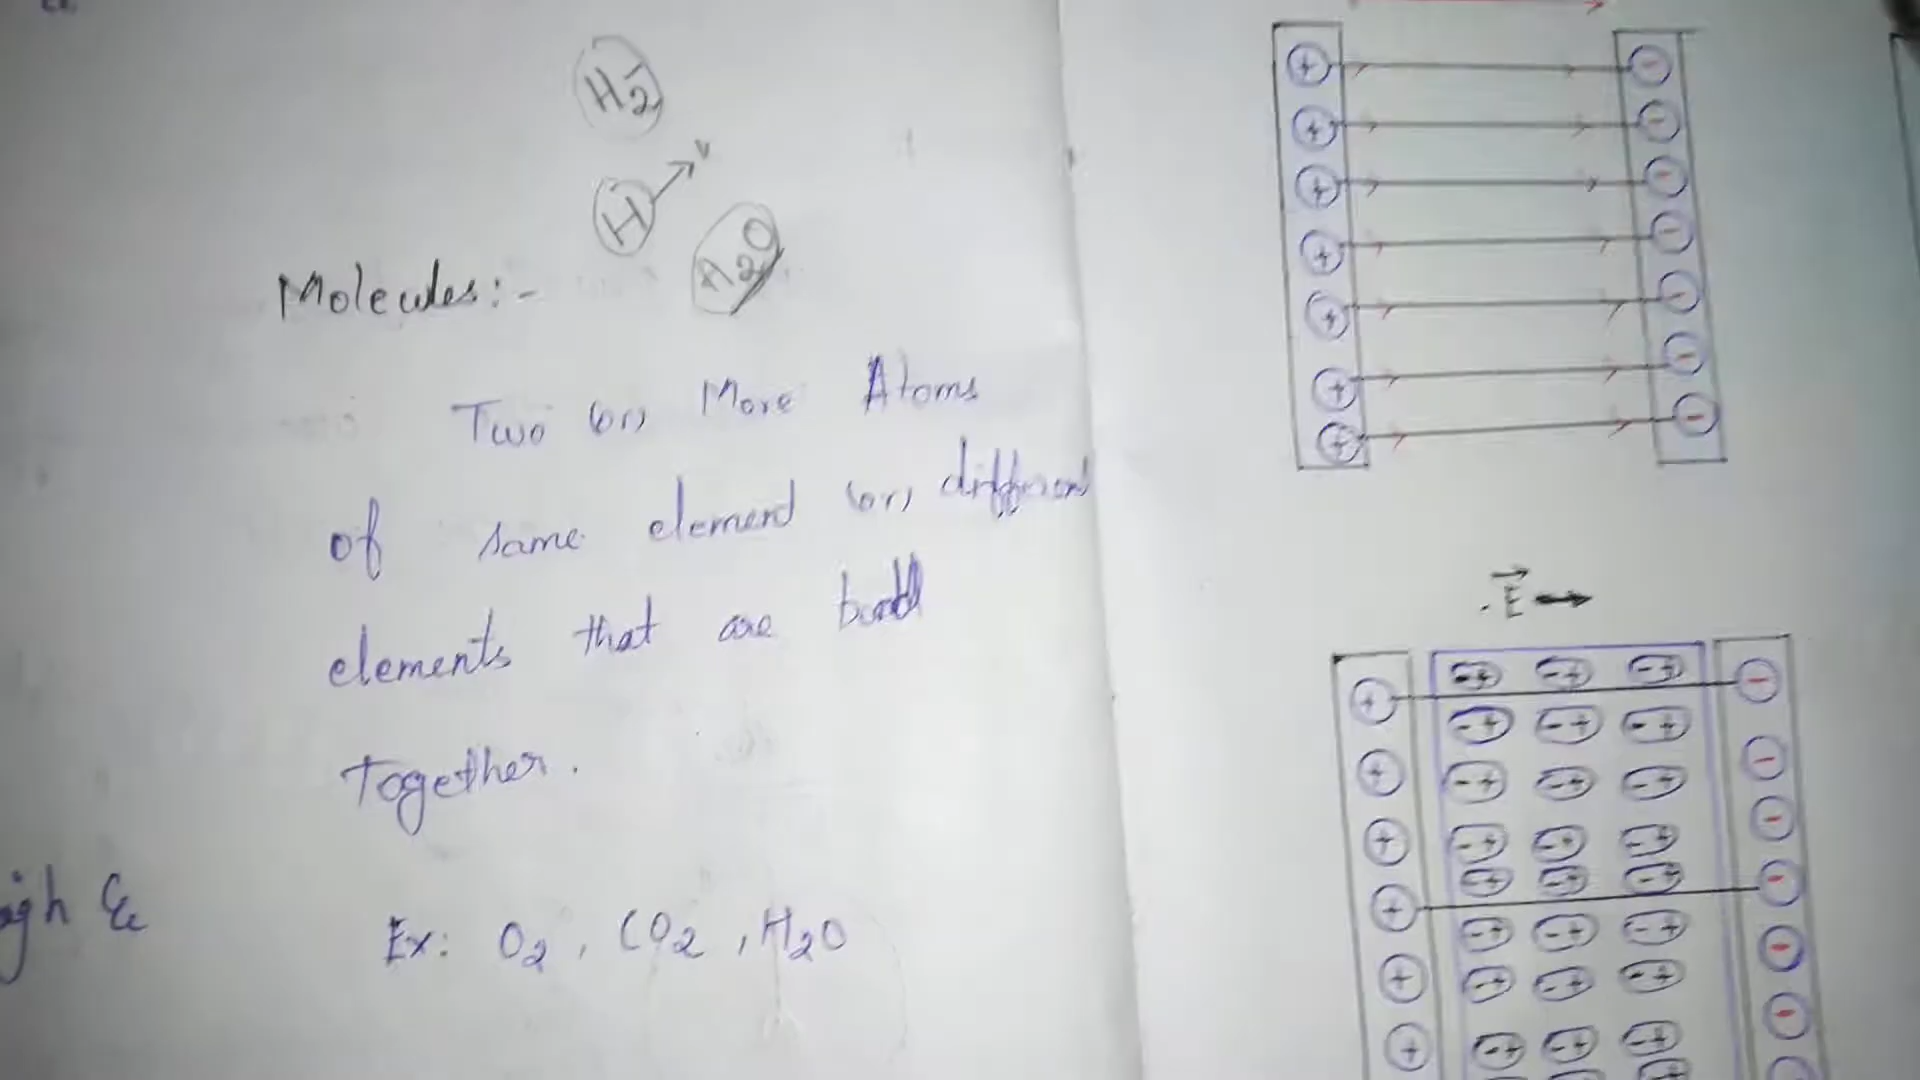 H2
H
H2O
Molecules:-
Two (or) More Atoms
of same element (or) different
elements that are
Together.
Ex: O2, CO2, H2O
E
+ + + + + + +
- - - - - - -